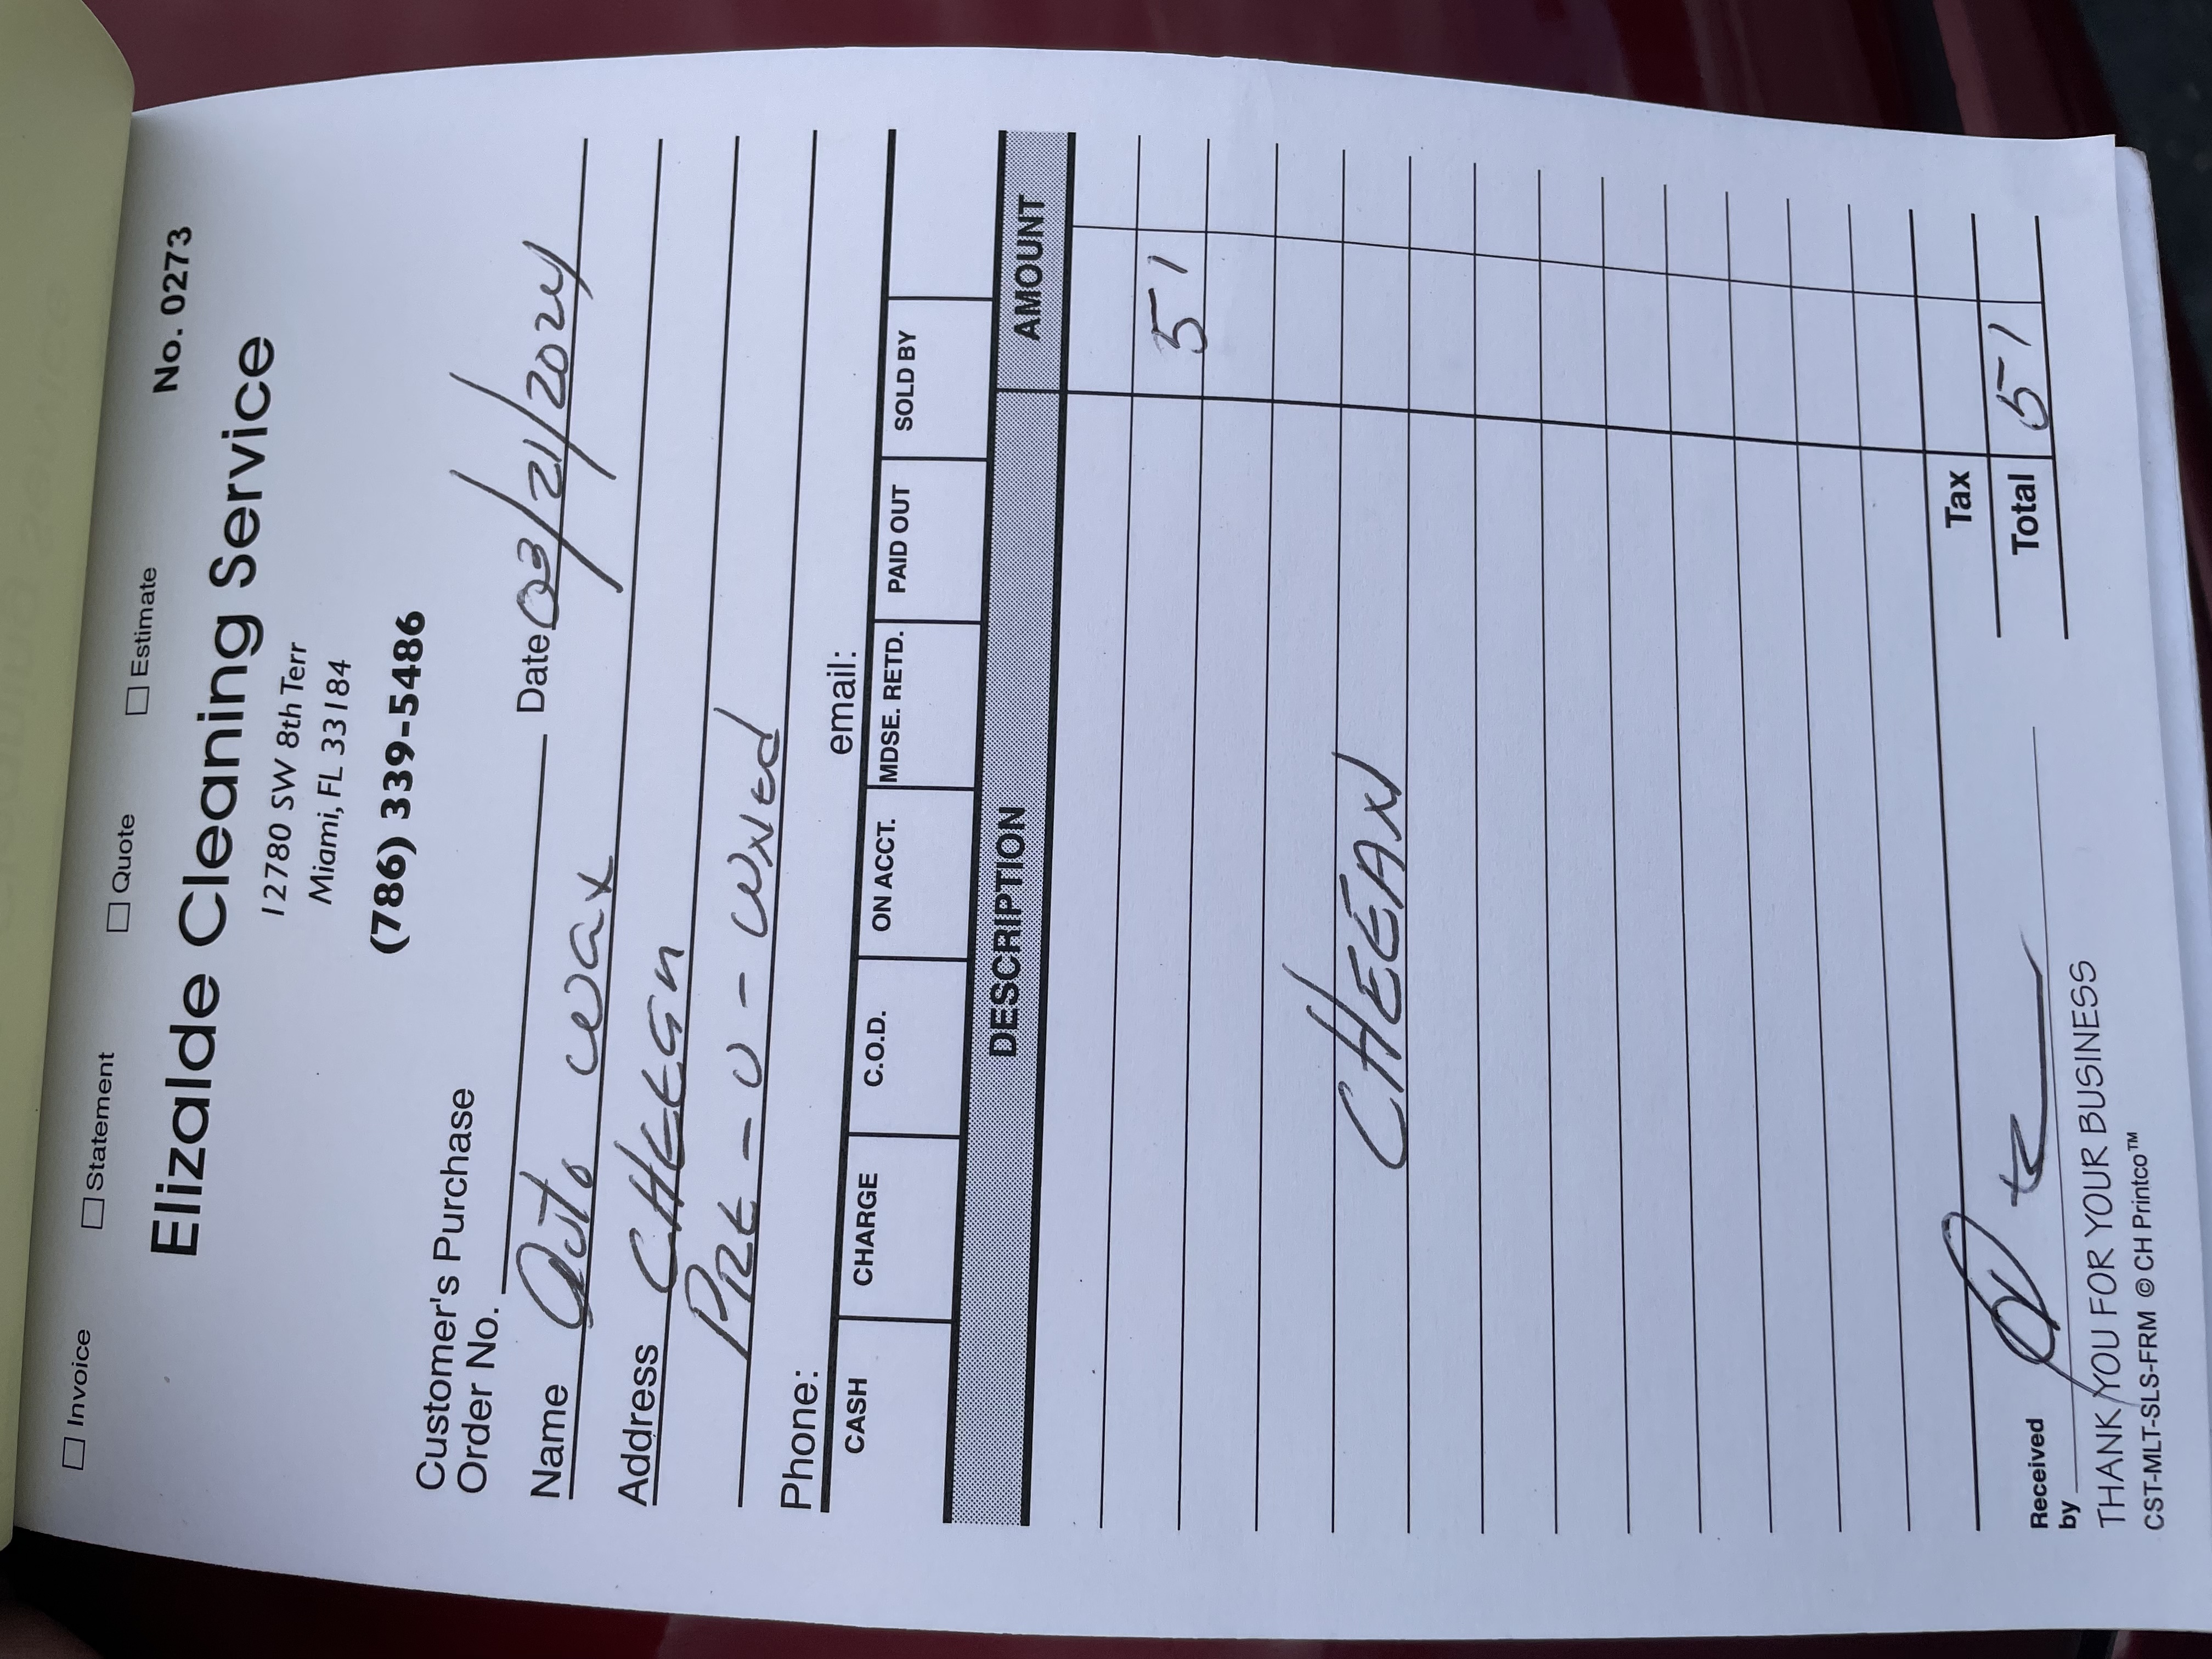 ☐ Invoice ☐ Statement ☐ Quote ☐ Estimate
No. 0273
Elizalde Cleaning Service
12780 SW 8th Terr
Miami, FL 33184
(786) 339-5486
Customer's Purchase
Order No. Date 03/21/2024
Name Auto wax
Address CHEEAN
PRE-O-
Phone: email:
CASH CHARGE C.O.D. ON ACCT. MDSE. RETD. PAID OUT SOLD BY
DESCRIPTION AMOUNT
51
CHEEAN
Tax
Total 51
Received
by
THANK YOU FOR YOUR BUSINESS
CST-MLT-SLS-FRM © CH Printco™